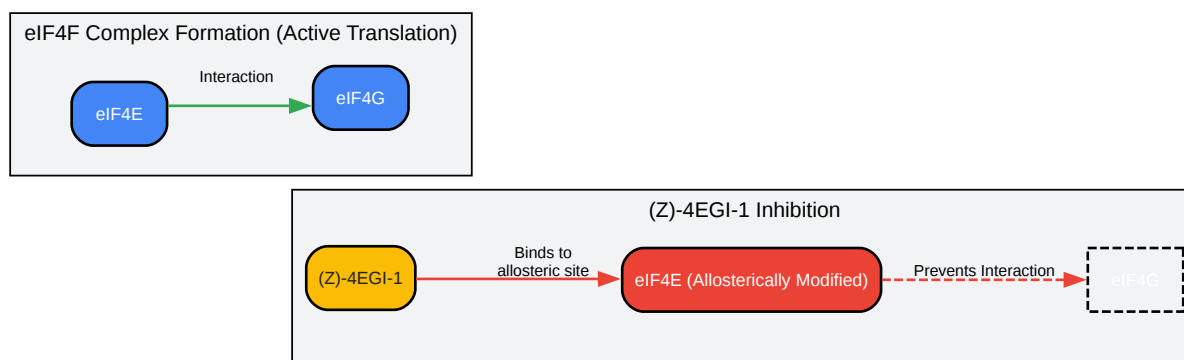 eIF4F Complex Formation (Active Translation)
Interaction
eIF4E
eIF4G
(Z)-4EGI-1 Inhibition
(Z)-4EGI-1
Binds to
allosteric site
eIF4E (Allosterically Modified)
Prevents Interaction
eIF4G